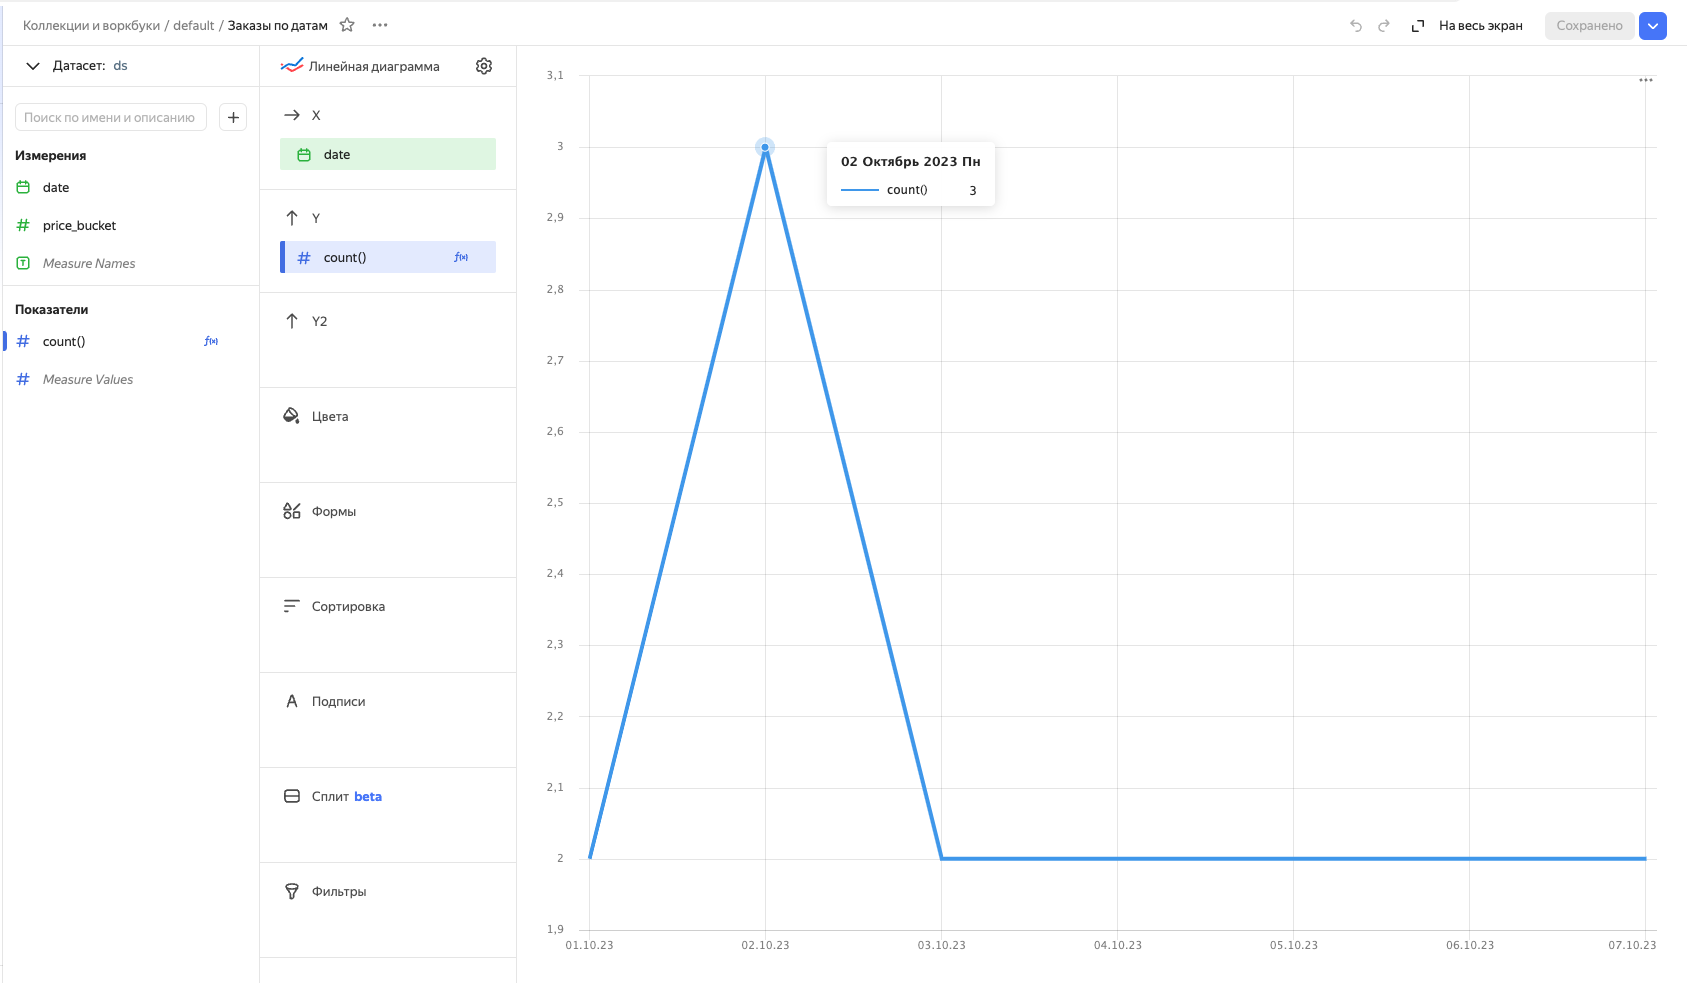 Коллекции и воркбуки / default / Заказы по датам
На весь экран
Сохранено
Датасет: ds
Поиск по имени и описанию
Измерения
date
price_bucket
Measure Names
Показатели
count()
f(x)
Measure Values
Линейная диаграмма
X
date
Y
count()
f(x)
Y2
Цвета
Формы
Сортировка
Подписи
Сплит beta
Фильтры
3,1
3
2,9
2,8
2,7
2,6
2,5
2,4
2,3
2,2
2,1
2
1,9
02 Октябрь 2023 Пн
count() 3
01.10.23
02.10.23
03.10.23
04.10.23
05.10.23
06.10.23
07.10.23